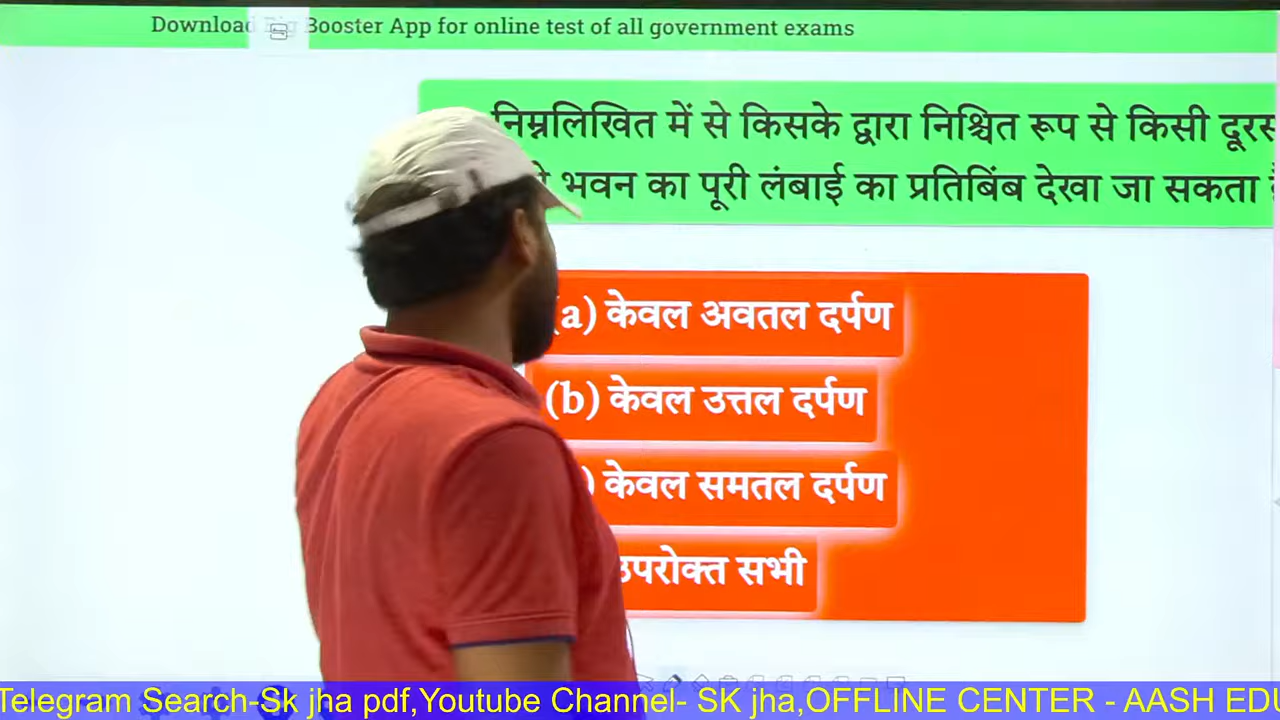 Download Booster App for online test of all government exams
निम्नलिखित में से किसके द्वारा निश्चित रूप से किसी
भवन का पूरी लंबाई का प्रतिबिंब देखा जा सकता
(a) केवल अवतल दर्पण
(b) केवल उत्तल दर्पण
) केवल समतल दर्पण
उपरोक्त सभी
Telegram Search-Sk jha pdf,Youtube Channel- SK jha,OFFLINE CENTER - AASH